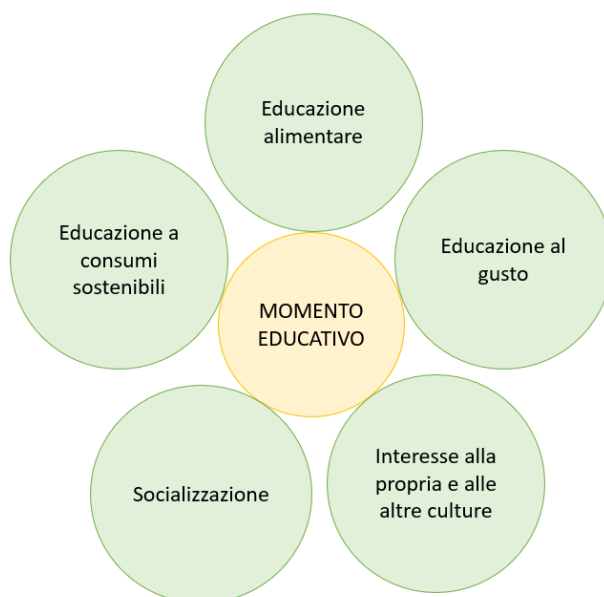 Educazione
alimentare
Educazione a
consumi
sostenibili
Educazione al
gusto
MOMENTO
EDUCATIVO
Socializzazione
Interesse alla
propria e alle
altre culture